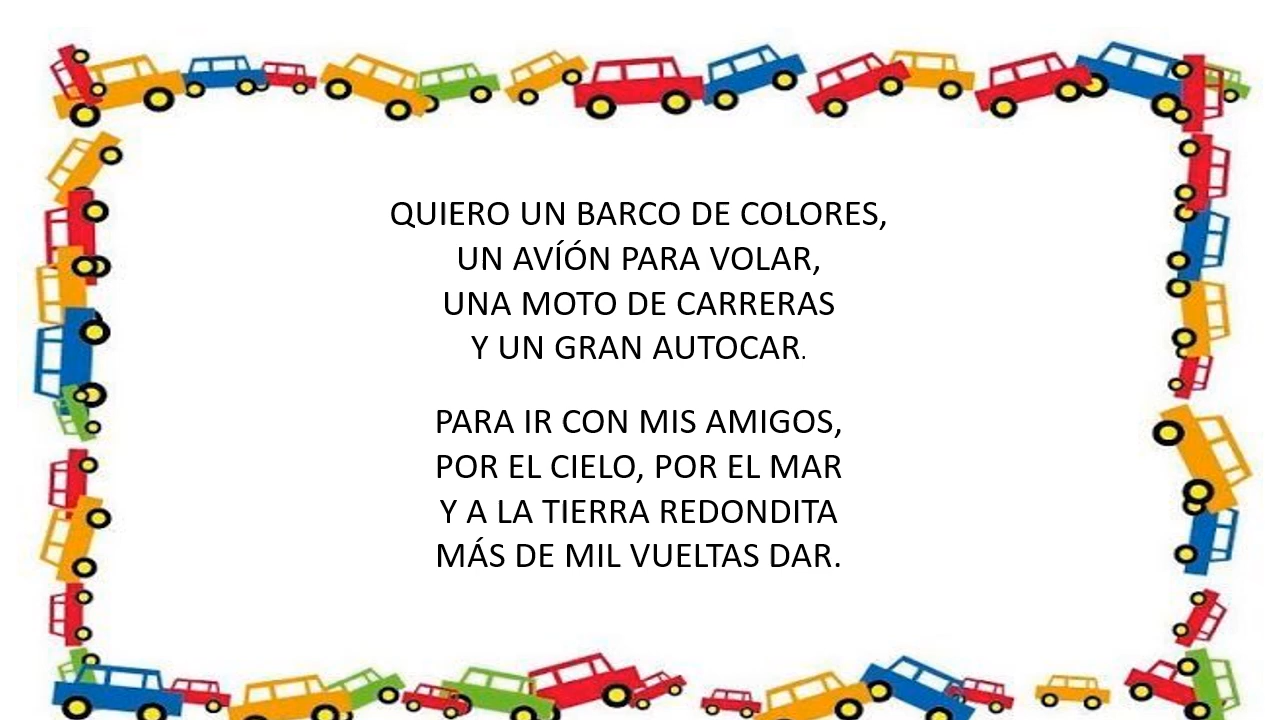 QUIERO UN BARCO DE COLORES,
UN AVÍÓN PARA VOLAR,
UNA MOTO DE CARRERAS
Y UN GRAN AUTOCAR.
PARA IR CON MIS AMIGOS,
POR EL CIELO, POR EL MAR
Y A LA TIERRA REDONDITA
MÁS DE MIL VUELTAS DAR.